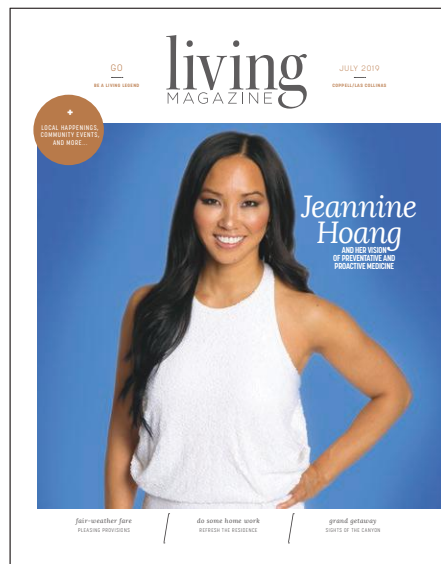 GO
BE A LIVING LEGEND
living
MAGAZINE
JULY 2019
COPPELL/LAS COLINAS
+
LOCAL HAPPENINGS,
COMMUNITY EVENTS,
AND MORE...
Jeannine
Hoang
AND HER VISION
OF PREVENTATIVE AND
PROACTIVE MEDICINE
fair-weather fare
PLEASING PROVISIONS
do some home work
REFRESH THE RESIDENCE
grand getaway
SIGHTS OF THE CANYON